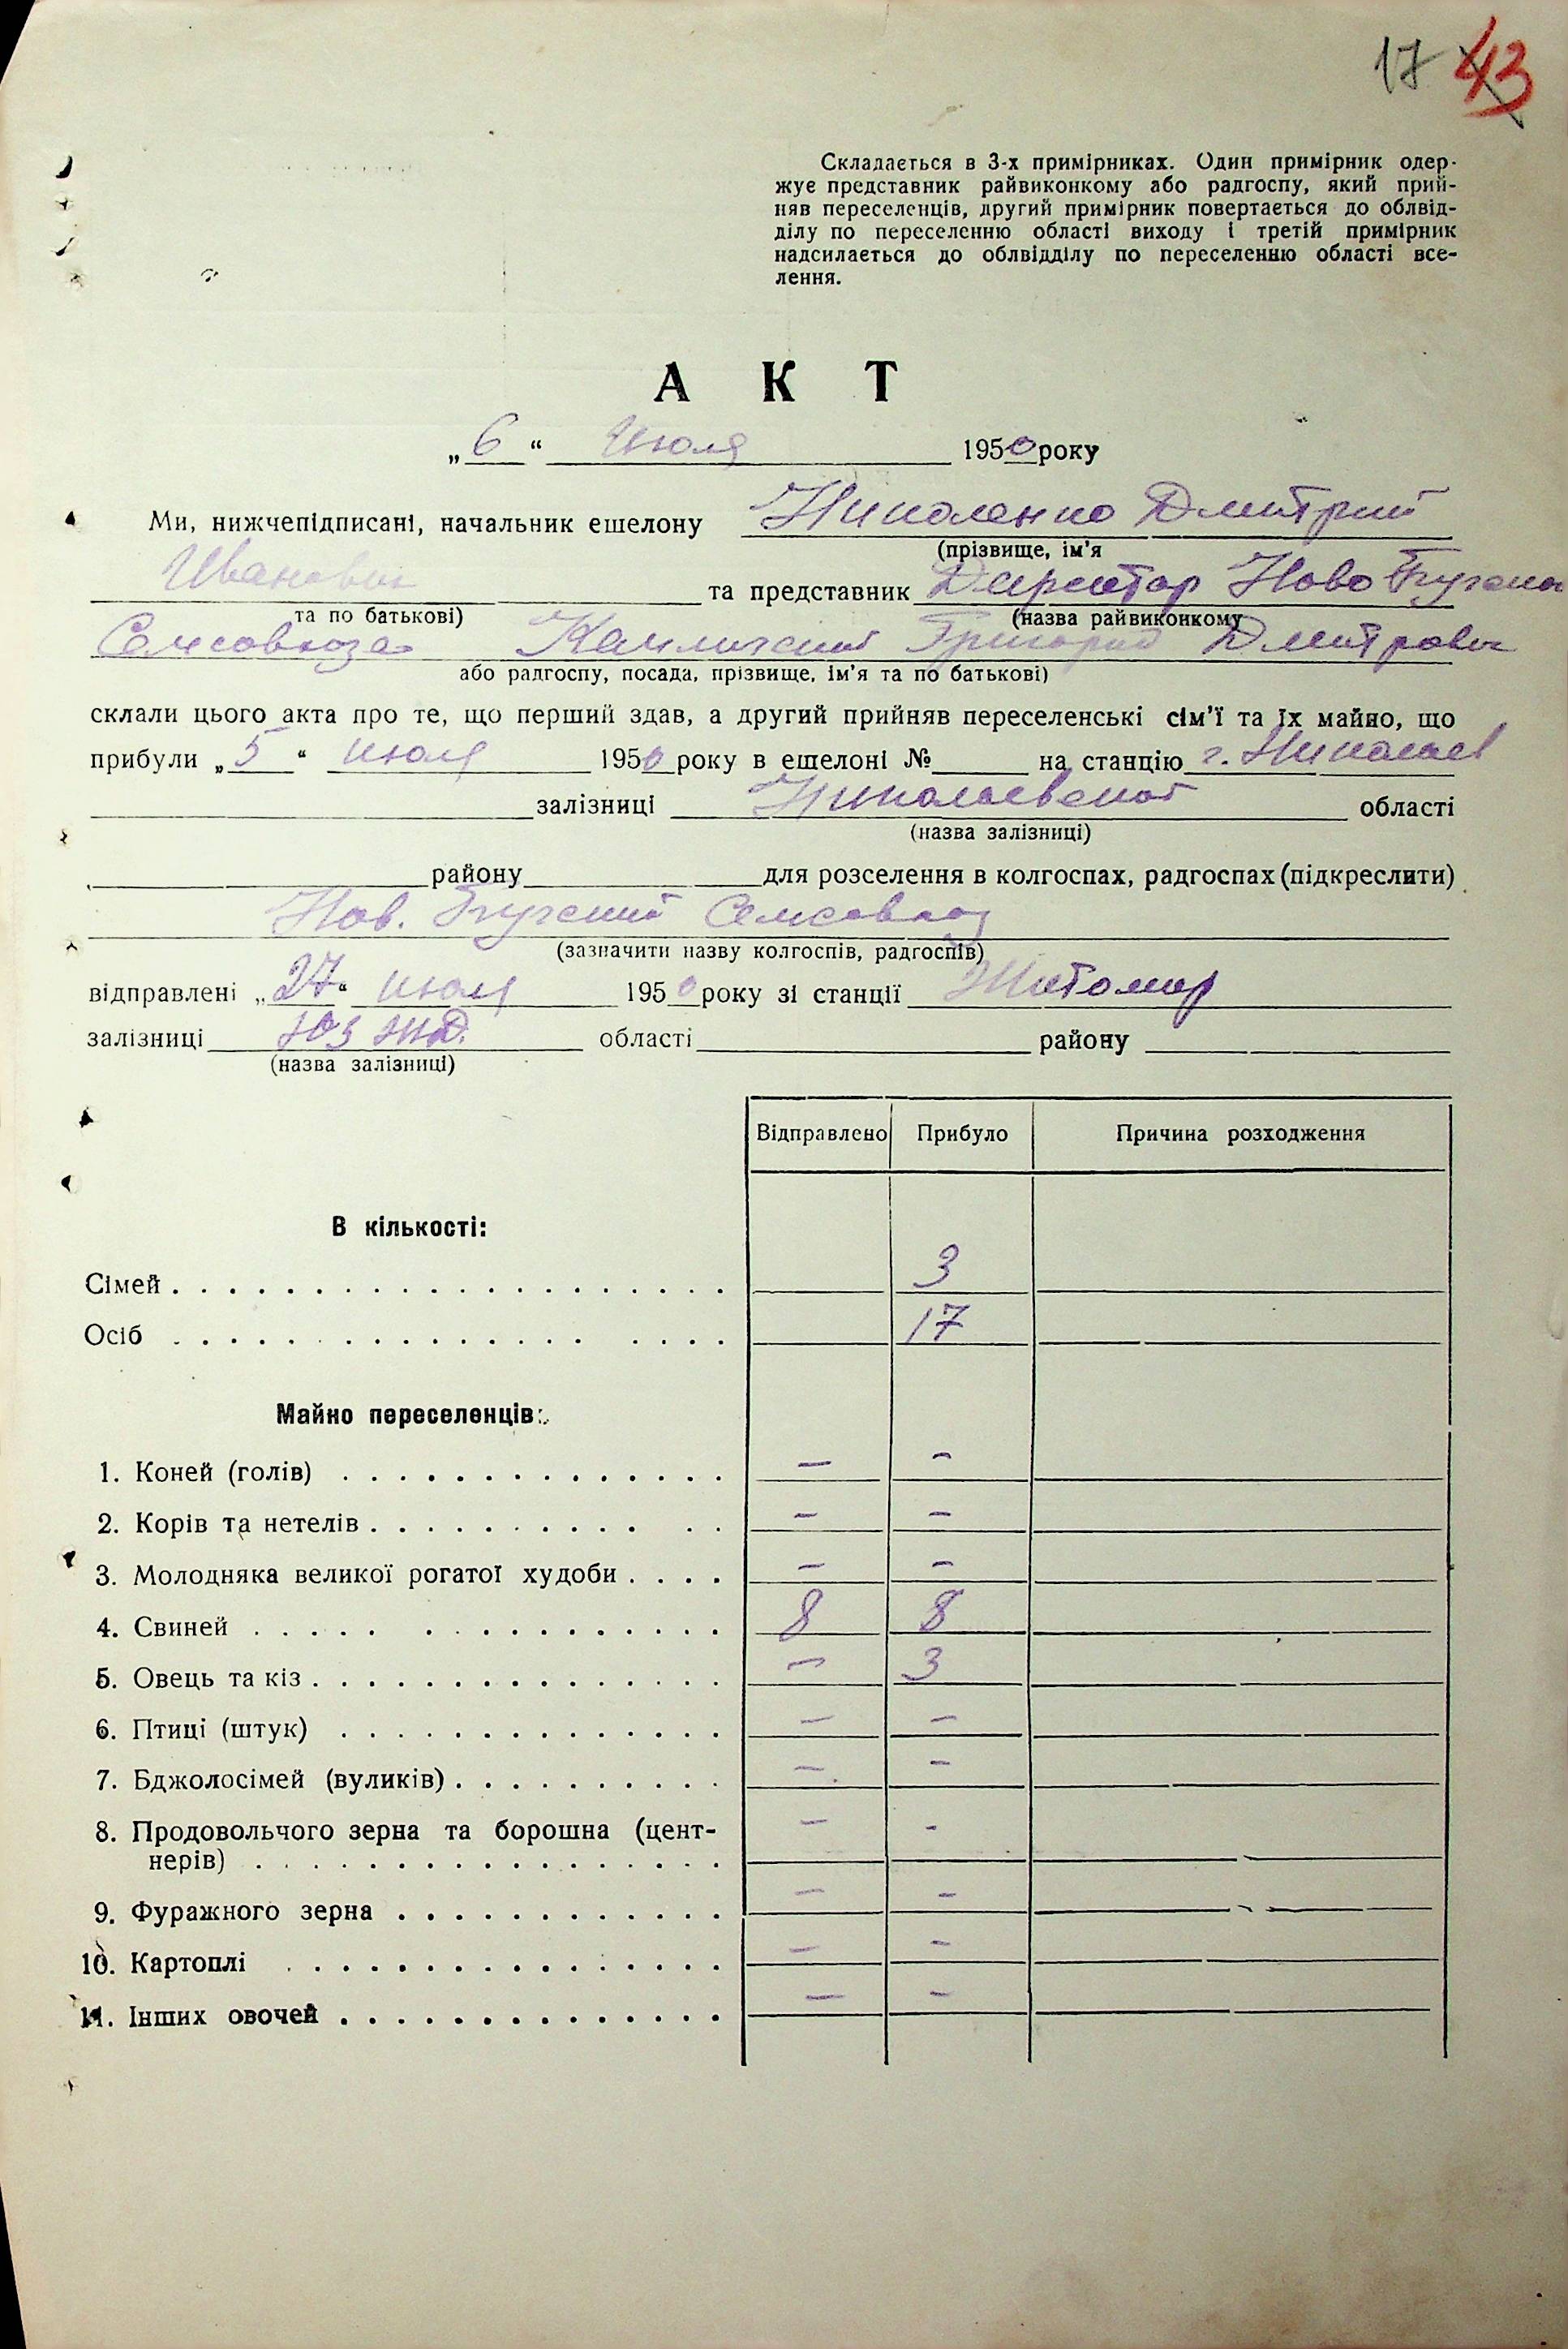 17 43
Складається в 3-х примірниках. Один примірник одер-
жує представник райвиконкому або радгоспу, який прий-
няв переселенців, другий примірник повертається до облвід-
ділу по переселенню області виходу і третій примірник
надсилається до облвідділу по переселенню області все-
лення.
АКТ
„6“ Июля 1950 року
Ми, нижчепідписані, начальник ешелону Николенко Дмитрий
(прізвище, ім’я
Иванович та представник Директор Ново Бугского
та по батькові) (назва райвиконкому
Семсовхоза Григорий Дмитрович
або радгоспу, посада, прізвище, ім’я та по батькові)
склали цього акта про те, що перший здав, а другий прийняв переселенські сім’ї та їх майно, що
прибули „5“ июля 1950 року в ешелоні № на станцію г. Николаев
залізниці Николаевской області
(назва залізниці)
району для розселення в колгоспах, радгоспах (підкреслити)
Нов. Бугский Семсовхоз
(зазначити назву колгоспів, радгоспів)
відправлені „27“ июля 1950 року зі станції Житомир
залізниці Юз ЖД. області району
(назва залізниці)
Відправлено Прибуло Причина розходження
В кількості:
Сімей 3
Осіб 17
Майно переселенців:
1. Коней (голів) — —
2. Корів та нетелів — —
3. Молодняка великої рогатої худоби — —
4. Свиней 8 8
5. Овець та кіз — 3
6. Птиці (штук) — —
7. Бджолосімей (вуликів) — —
8. Продовольчого зерна та борошна (цент-
нерів) — —
9. Фуражного зерна — —
10. Картоплі — —
11. Інших овочей — —